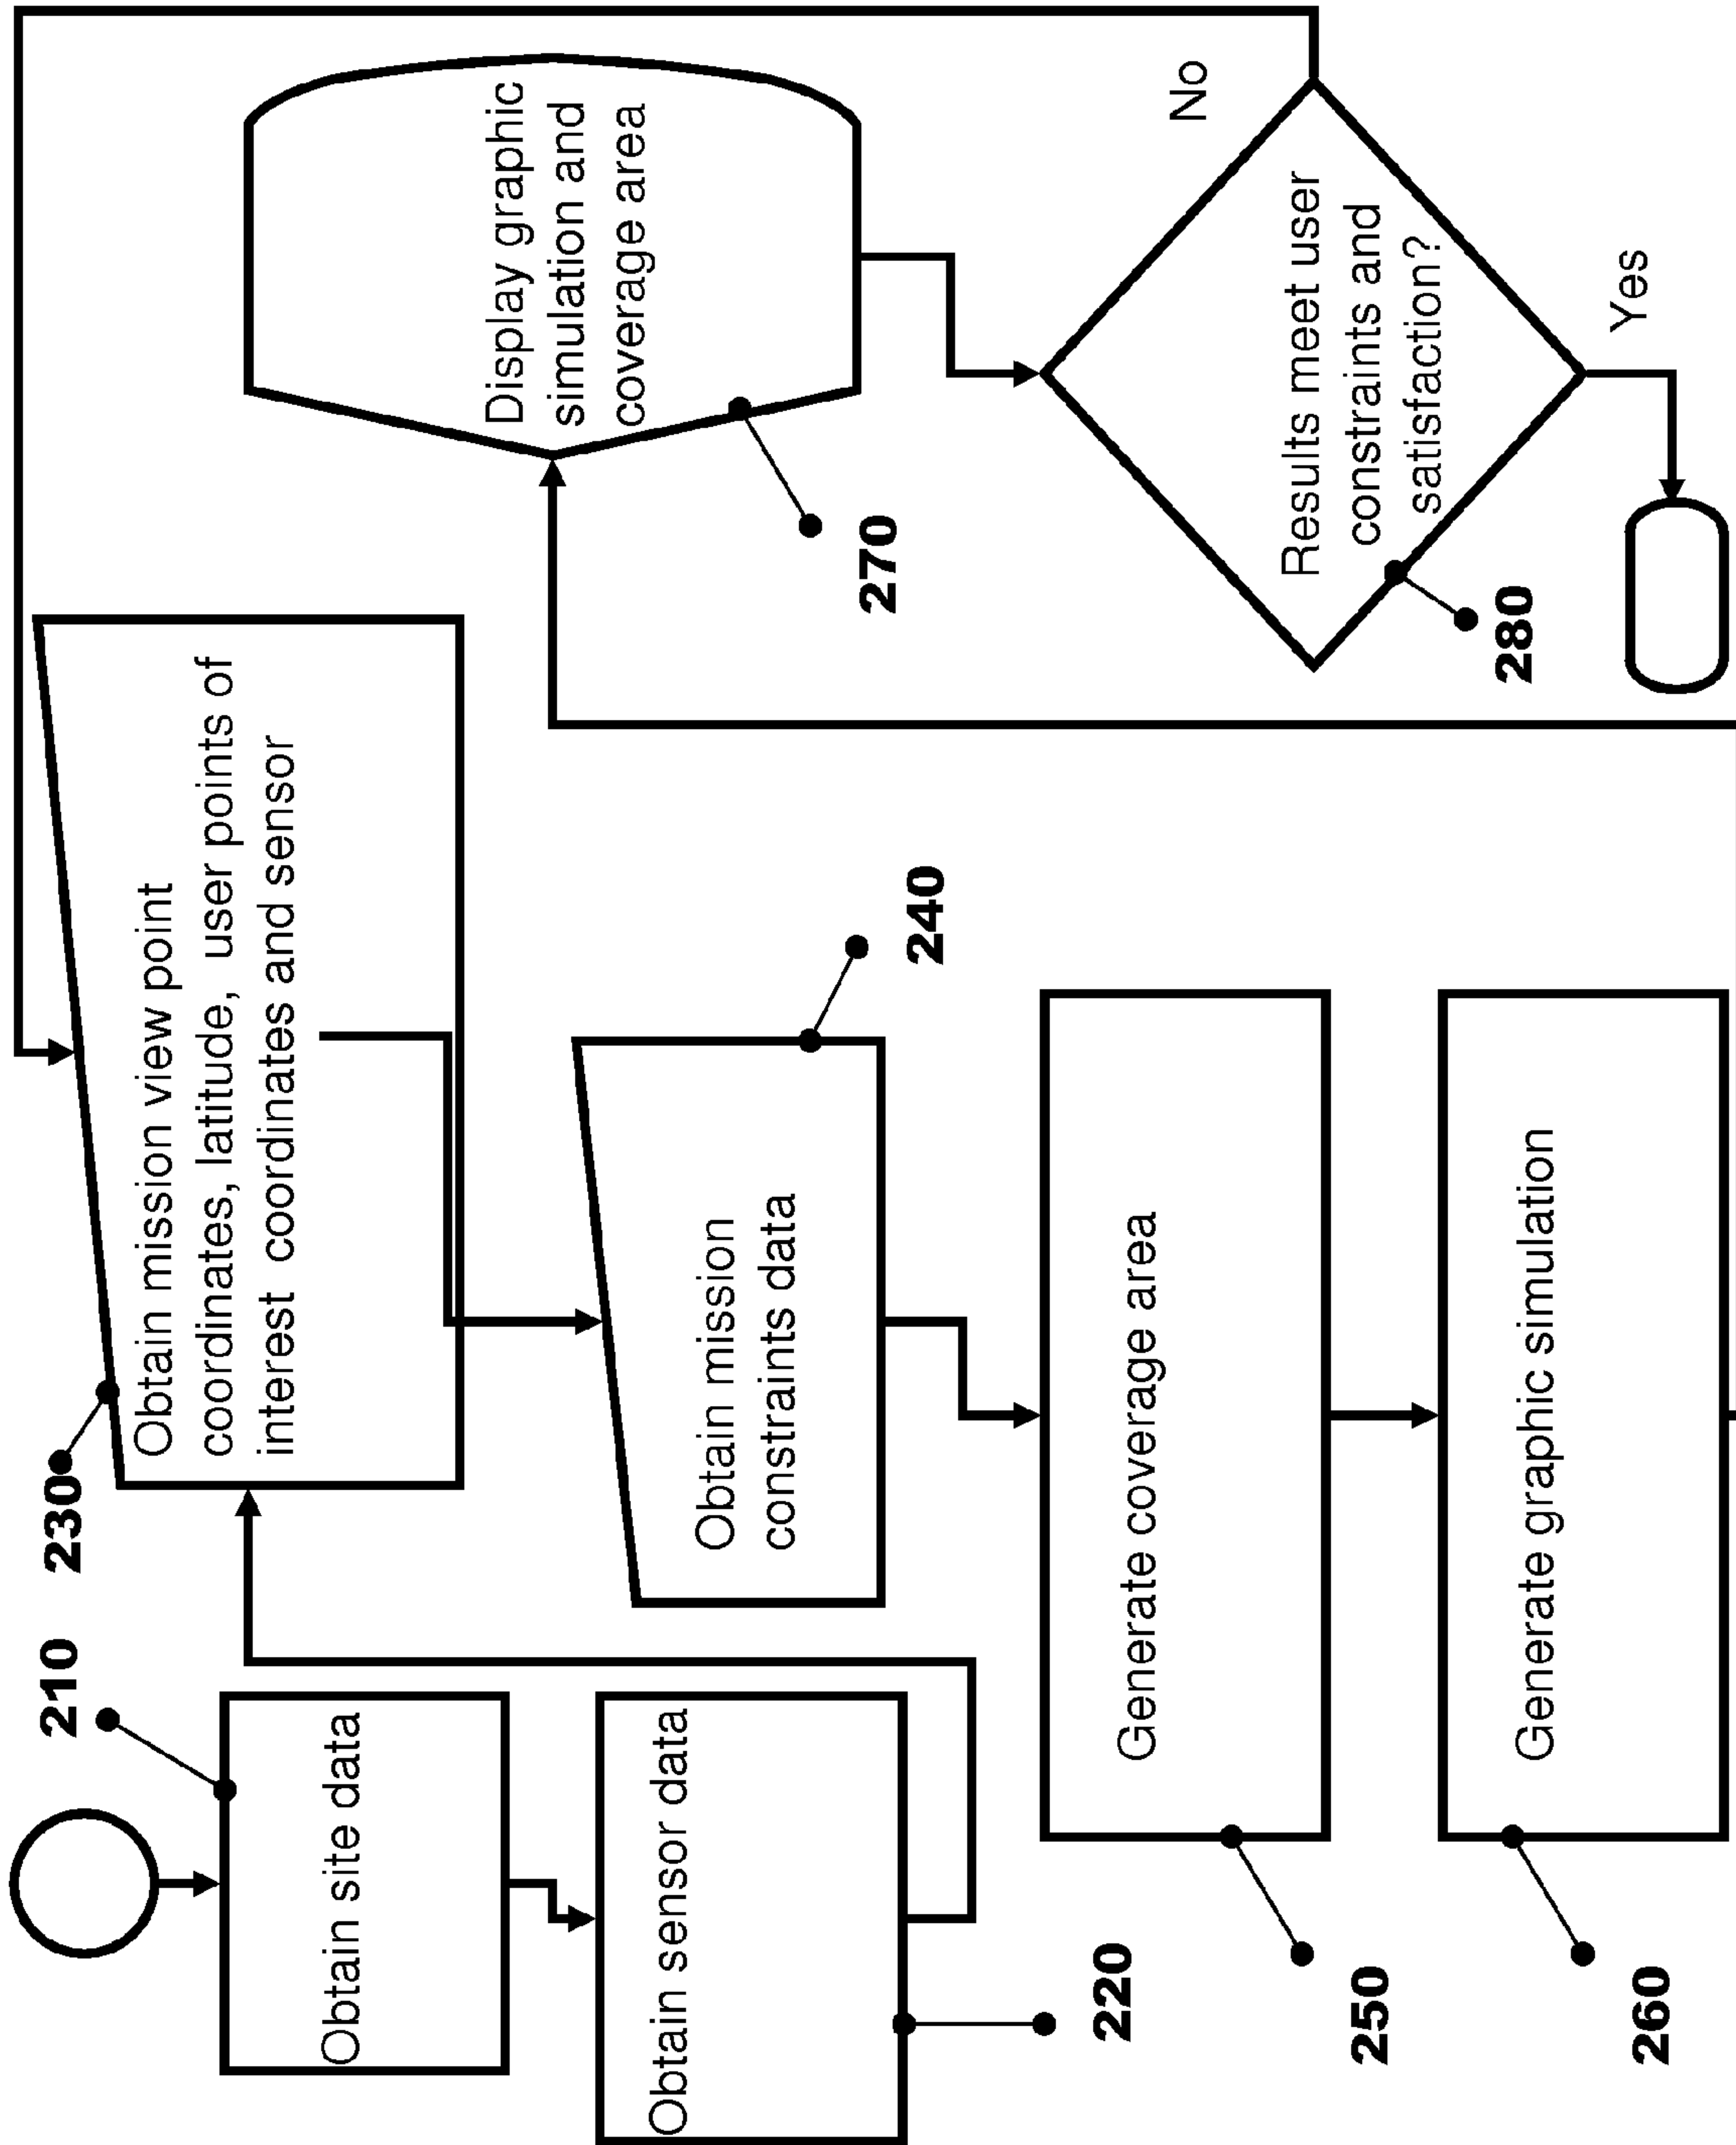 210
Obtain site data
Obtain sensor data
220
230
Obtain mission view point
coordinates, latitude, user points of
interest coordinates and sensor
Obtain mission
constraints data
240
Generate coverage area
250
Generate graphic simulation
260
Display graphic
simulation and
coverage area
270
Results meet user
constraints and
satisfaction?
280
No
Yes